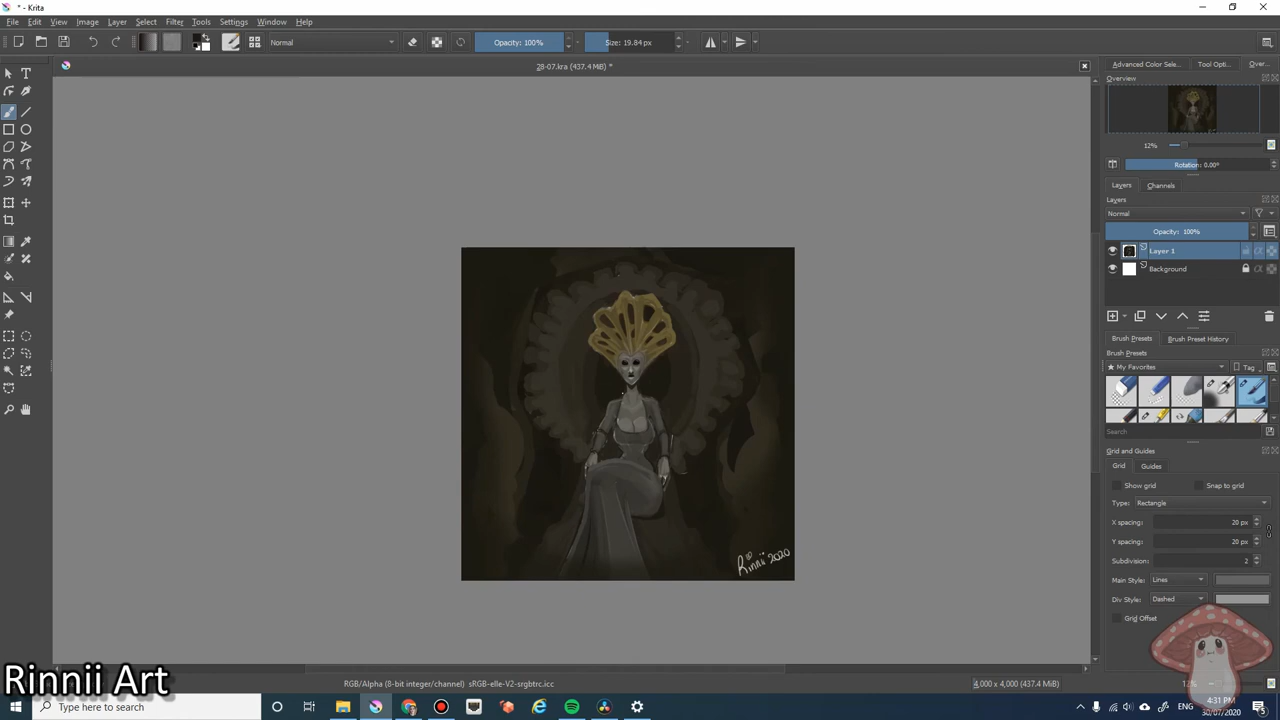 * - Krita
File Edit View Image Layer Select Filter Tools Settings Window Help
Normal Opacity: 100% Size: 19.84 px
28-07.kra (437.4 MiB) *
Advanced Color Sele... Tool Opti... Over...
Overview
12%
Rotation: 0.00°
Layers Channels
Layers
Normal
Opacity: 100%
Layer 1
Background
Brush Presets Brush Preset History
Brush Presets
My Favorites Tag
Search
Grid and Guides
Grid Guides
Show grid Snap to grid
Type: Rectangle
X spacing: 20 px
Y spacing: 20 px
Subdivision: 2
Main Style: Lines
Div Style: Dashed
Grid Offset
Rinnii 2020
Rinnii Art
RGB/Alpha (8-bit integer/channel) sRGB-elle-V2-srgbtrc.icc 4,000 x 4,000 (437.4 MiB) 12%
Type here to search
4:31 PM
30/07/2020